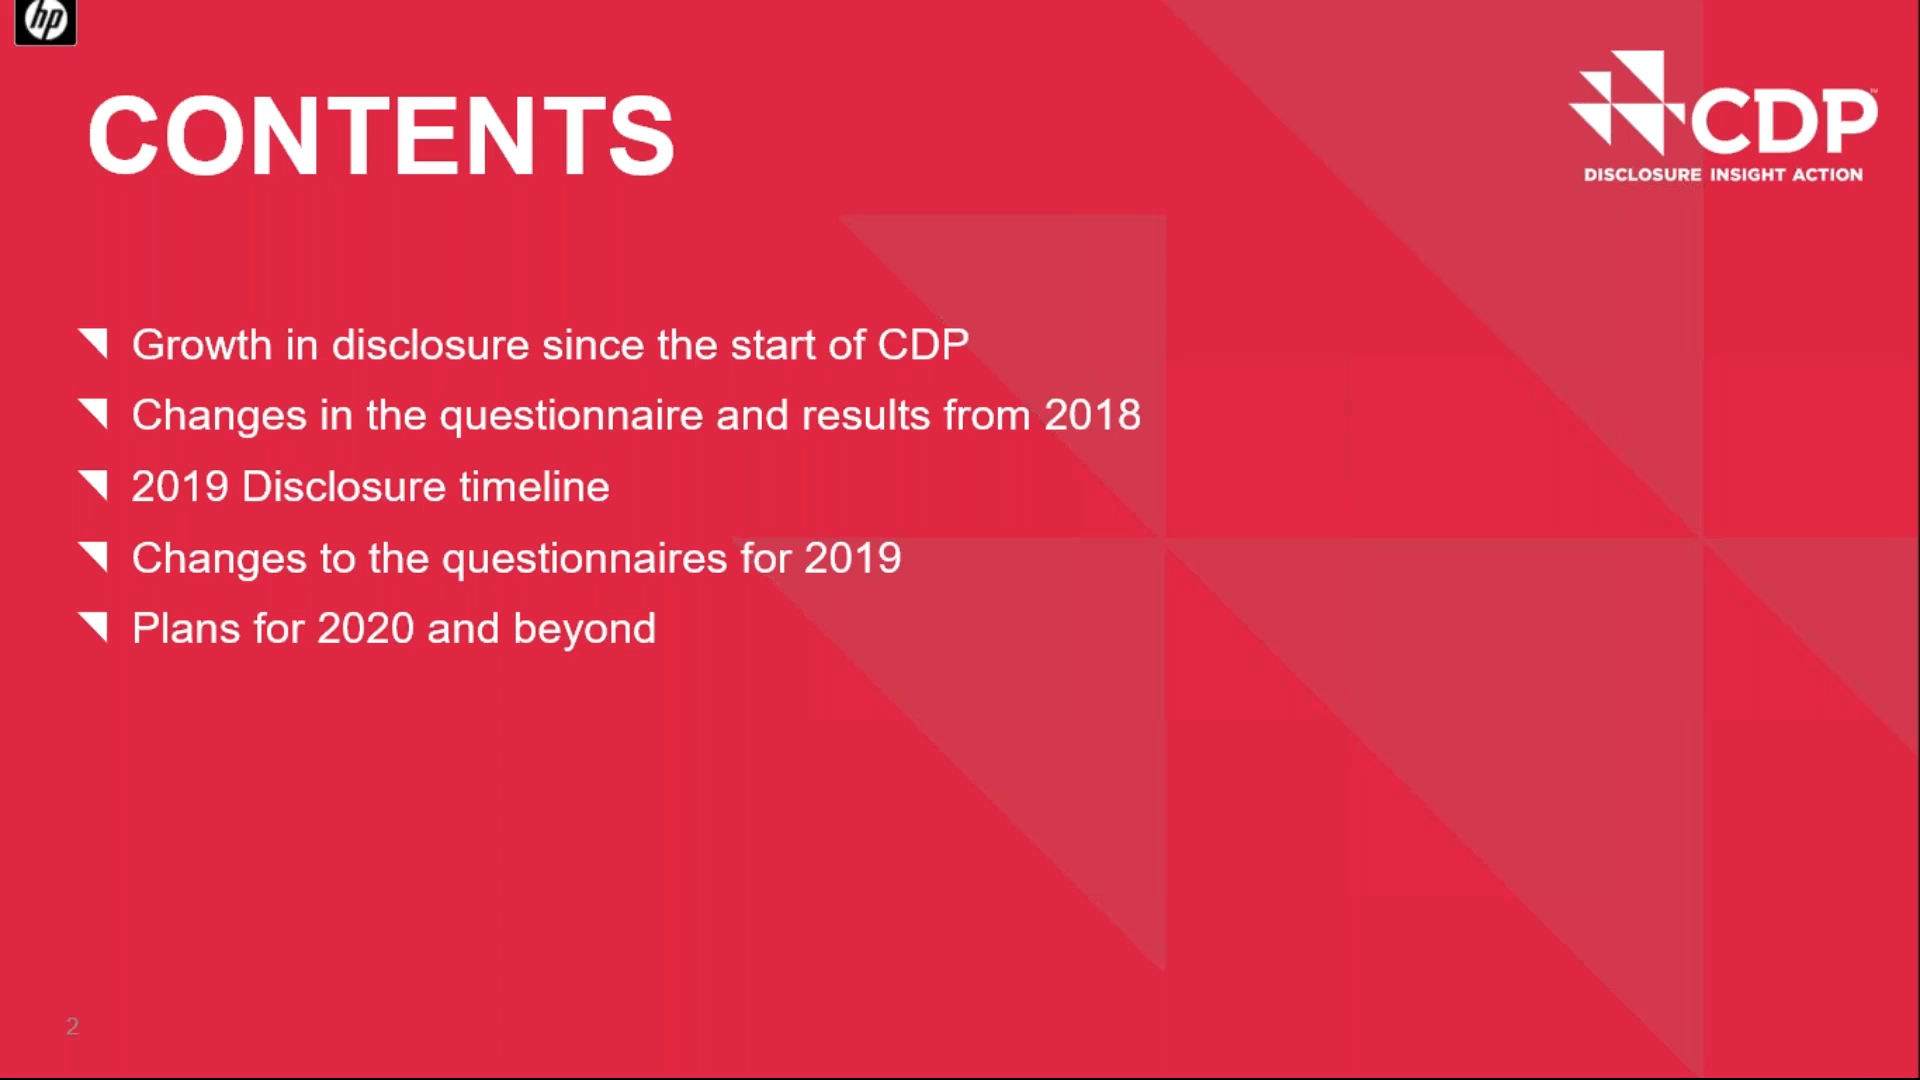 hp
CONTENTS
CDP™
DISCLOSURE INSIGHT ACTION
Growth in disclosure since the start of CDP
Changes in the questionnaire and results from 2018
2019 Disclosure timeline
Changes to the questionnaires for 2019
Plans for 2020 and beyond
2